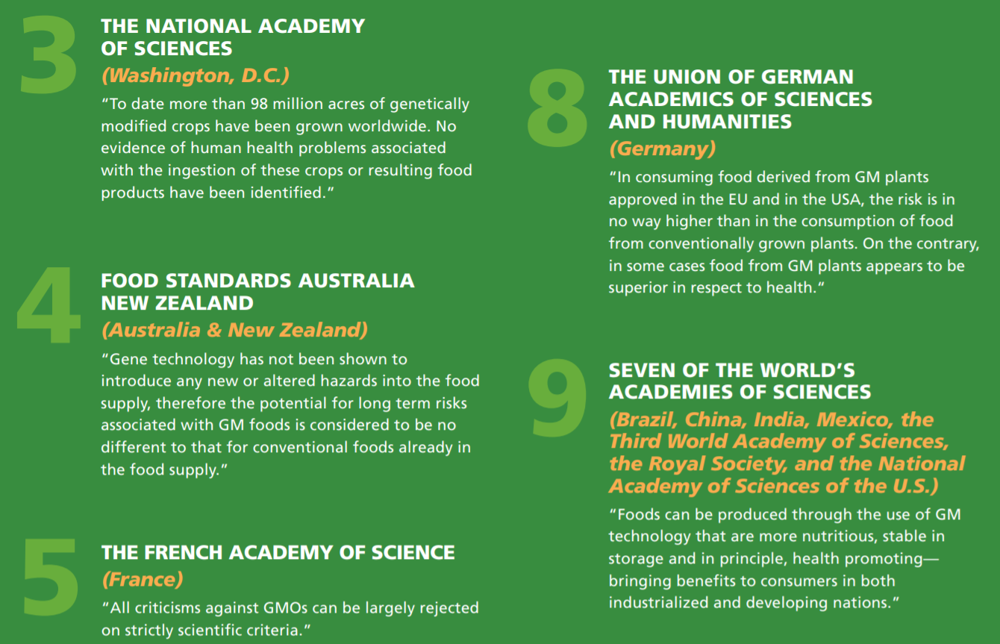 3
THE NATIONAL ACADEMY
OF SCIENCES
(Washington, D.C.)
“To date more than 98 million acres of genetically
modified crops have been grown worldwide. No
evidence of human health problems associated
with the ingestion of these crops or resulting food
products have been identified.”
4
FOOD STANDARDS AUSTRALIA
NEW ZEALAND
(Australia & New Zealand)
“Gene technology has not been shown to
introduce any new or altered hazards into the food
supply, therefore the potential for long term risks
associated with GM foods is considered to be no
different to that for conventional foods already in
the food supply.”
5
THE FRENCH ACADEMY OF SCIENCE
(France)
“All criticisms against GMOs can be largely rejected
on strictly scientific criteria.”
8
THE UNION OF GERMAN
ACADEMICS OF SCIENCES
AND HUMANITIES
(Germany)
“In consuming food derived from GM plants
approved in the EU and in the USA, the risk is in
no way higher than in the consumption of food
from conventionally grown plants. On the contrary,
in some cases food from GM plants appears to be
superior in respect to health.“
9
SEVEN OF THE WORLD’S
ACADEMIES OF SCIENCES
(Brazil, China, India, Mexico, the
Third World Academy of Sciences,
the Royal Society, and the National
Academy of Sciences of the U.S.)
“Foods can be produced through the use of GM
technology that are more nutritious, stable in
storage and in principle, health promoting—
bringing benefits to consumers in both
industrialized and developing nations.”